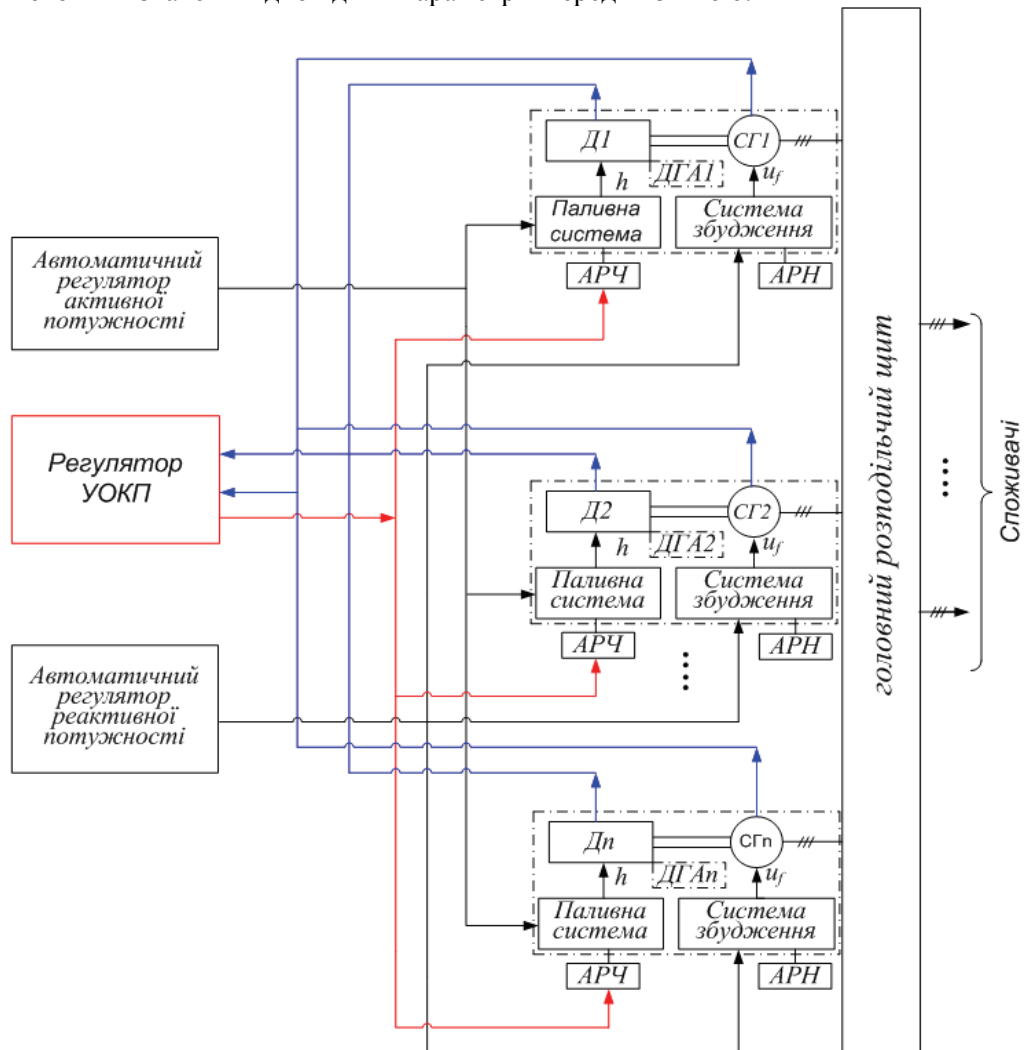 Д1
СГ1
ДГА1
h
u_f
Паливна
система
Система
збудження
АРЧ
АРН
Автоматичний
регулятор
активної
потужності
Регулятор
УОКП
Д2
СГ2
ДГА2
h
u_f
Паливна
система
Система
збудження
АРЧ
АРН
Автоматичний
регулятор
реактивної
потужності
Дn
СГn
ДГАn
h
u_f
Паливна
система
Система
збудження
АРЧ
АРН
головний розподільчий щит
Споживачі